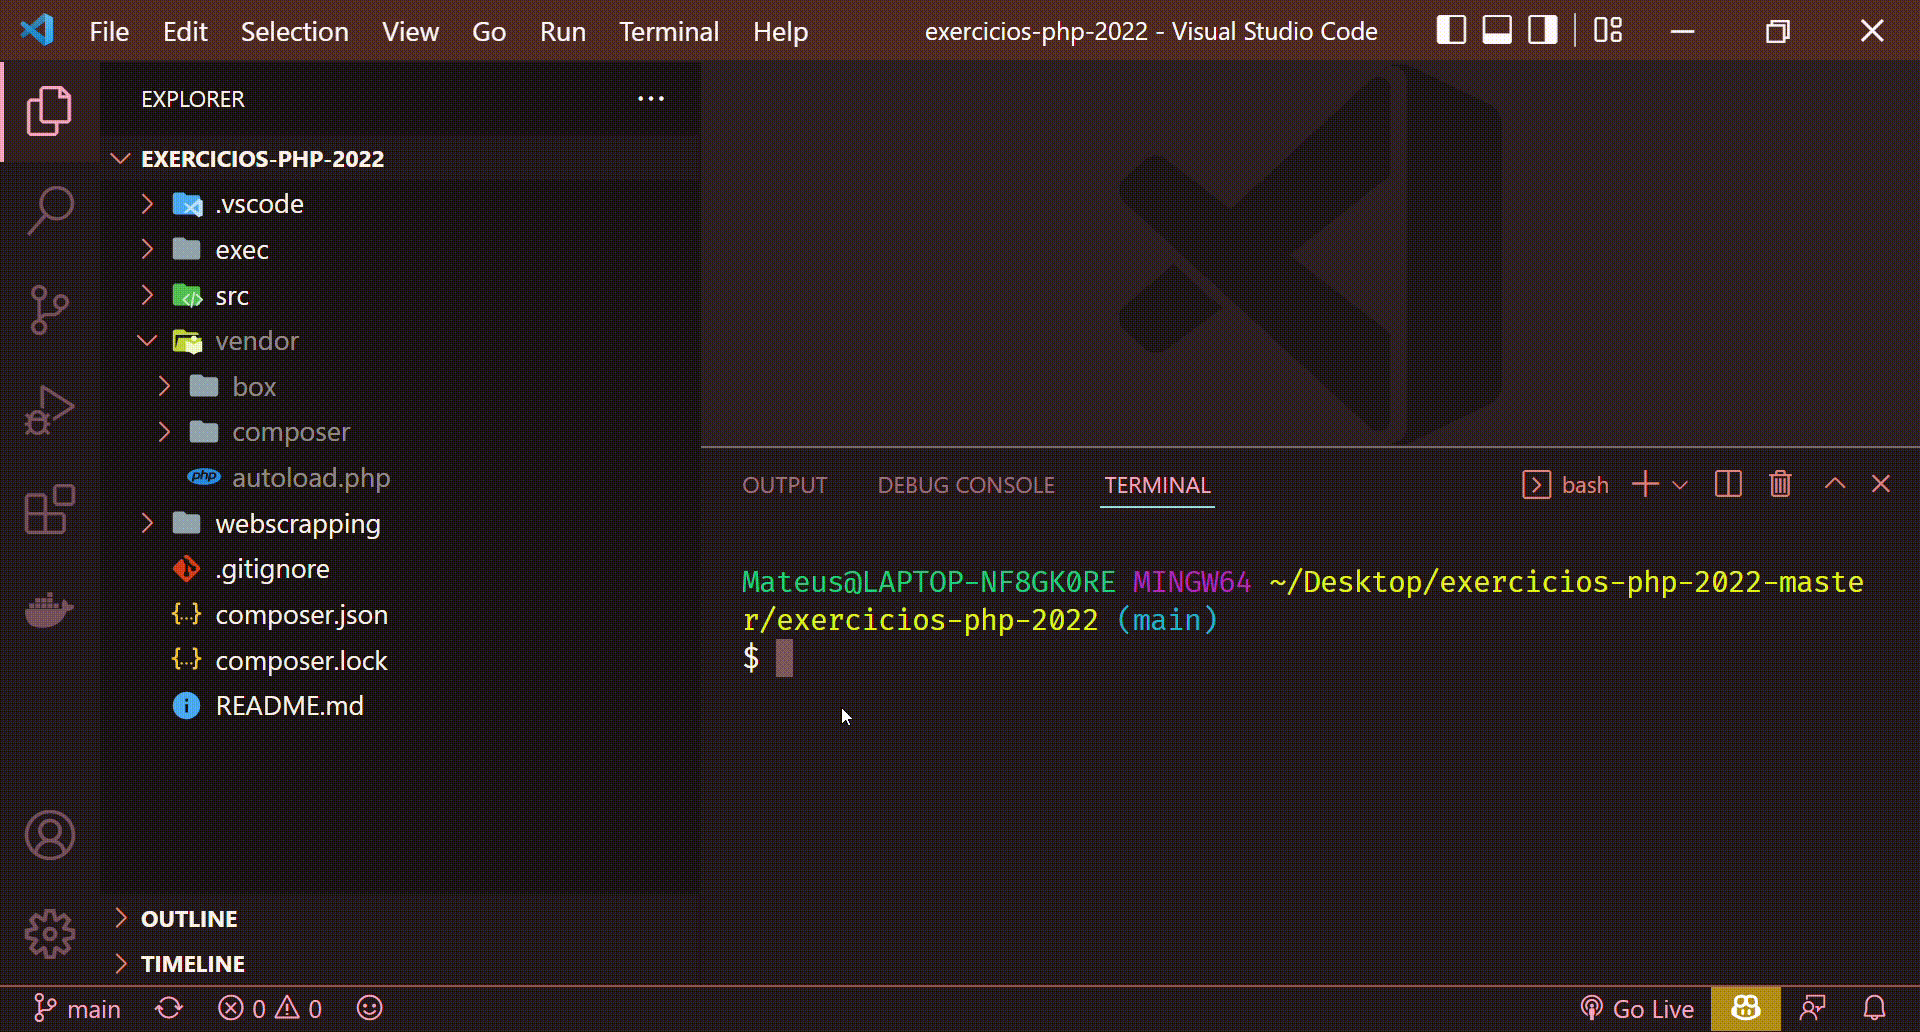 File Edit Selection View Go Run Terminal Help exercicios-php-2022 - Visual Studio Code
EXPLORER
EXERCICIOS-PHP-2022
.vscode
exec
src
vendor
box
composer
php autoload.php
webscrapping
.gitignore
{..} composer.json
{..} composer.lock
i README.md
OUTLINE
TIMELINE
OUTPUT DEBUG CONSOLE TERMINAL bash
Mateus@LAPTOP-NF8GK0RE MINGW64 ~/Desktop/exercicios-php-2022-maste
r/exercicios-php-2022 (main)
$
main 0 0 Go Live